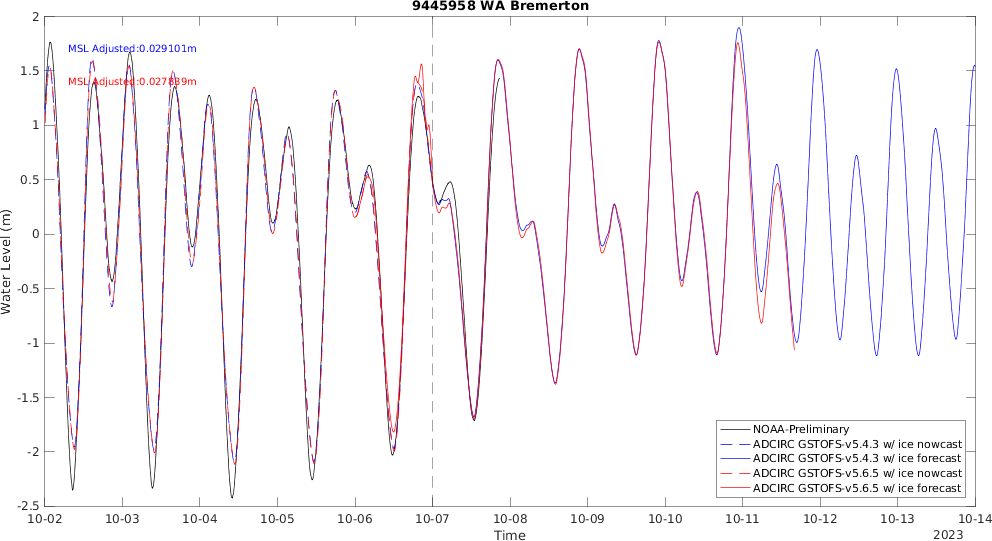 9445958 WA Bremerton
MSL Adjusted:0.029101m
MSL Adjusted:0.027839m
Water Level (m)
2
1.5
1
0.5
0
-0.5
-1
-1.5
-2
-2.5
NOAA-Preliminary
ADCIRC GSTOFS-v5.4.3 w/ ice nowcast
ADCIRC GSTOFS-v5.4.3 w/ ice forecast
ADCIRC GSTOFS-v5.6.5 w/ ice nowcast
ADCIRC GSTOFS-v5.6.5 w/ ice forecast
10-02 10-03 10-04 10-05 10-06 10-07 10-08 10-09 10-10 10-11 10-12 10-13 10-14
Time
2023